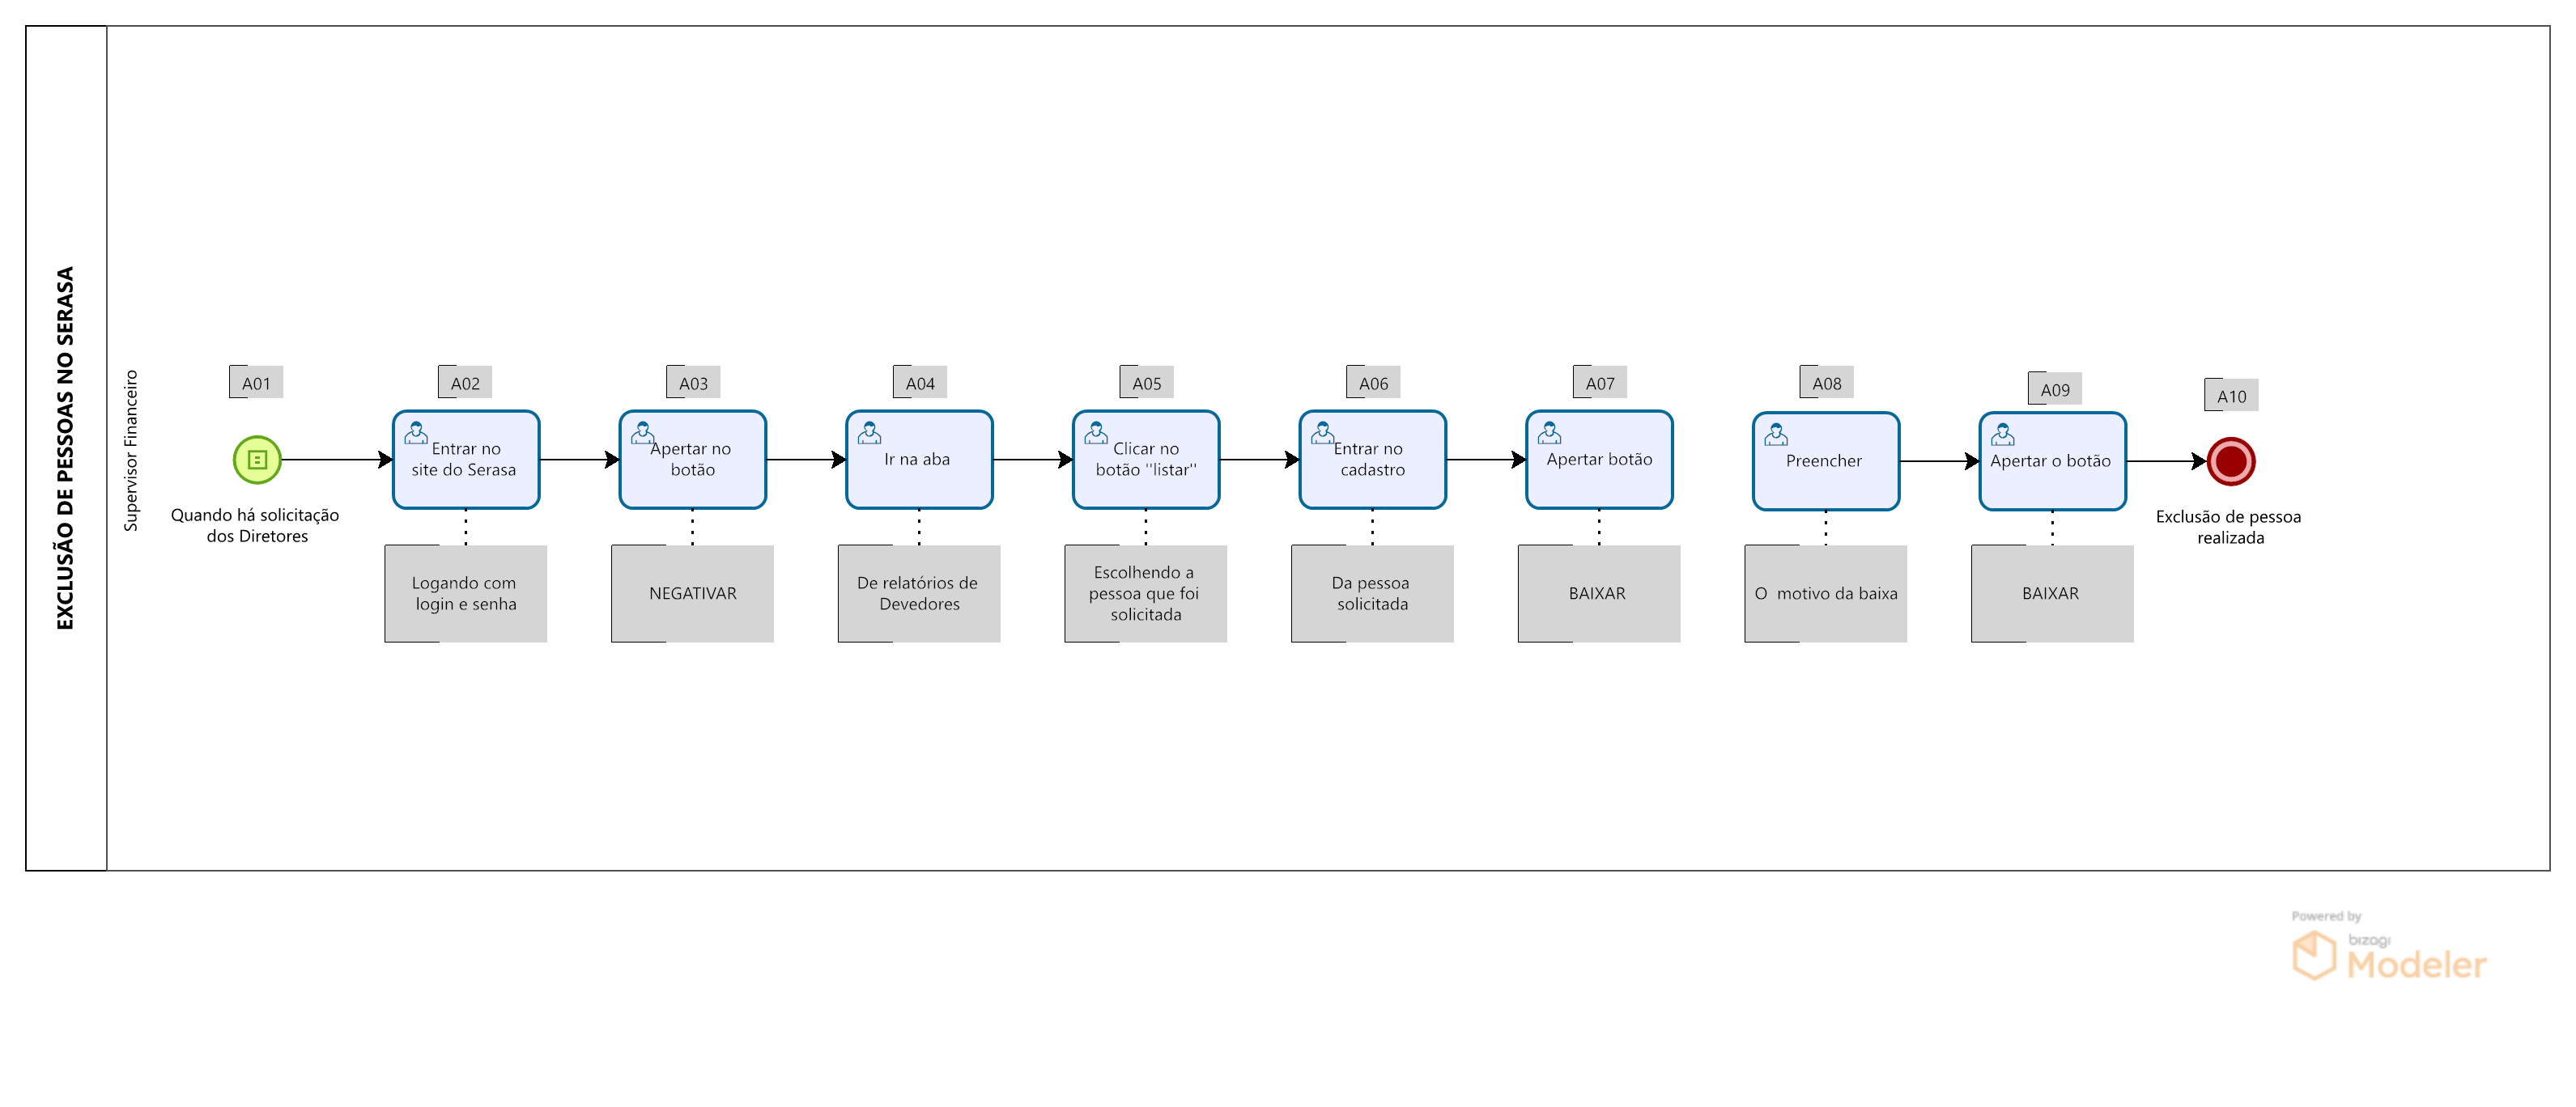 EXCLUSÃO DE PESSOAS NO SERASA
Supervisor Financeiro
A01
Quando há solicitação
dos Diretores
A02
Entrar no
site do Serasa
Logando com
login e senha
A03
Apertar no
botão
NEGATIVAR
A04
Ir na aba
De relatórios de
Devedores
A05
Clicar no
botão "listar"
Escolhendo a
pessoa que foi
solicitada
A06
Entrar no
cadastro
Da pessoa
solicitada
A07
Apertar botão
BAIXAR
A08
Preencher
O motivo da baixa
A09
Apertar o botão
BAIXAR
A10
Exclusão de pessoa
realizada
Powered by
bizagi
Modeler